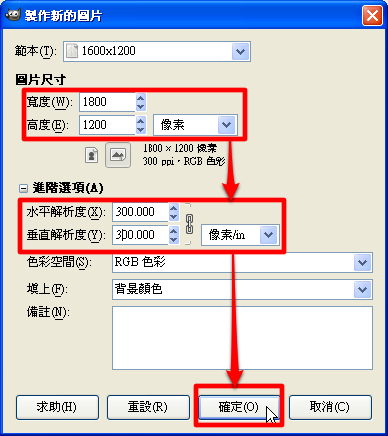 製作新的圖片
範本(T): 1600x1200
圖片尺寸
寬度(W): 1800
高度(E): 1200 像素
1800 × 1200 像素
300 ppi，RGB 色彩
進階選項(A)
水平解析度(X): 300.000
垂直解析度(Y): 300.000 像素/in
色彩空間(S): RGB 色彩
填上(F): 背景顏色
備註(N):
求助(H) 重設(R) 確定(O) 取消(C)